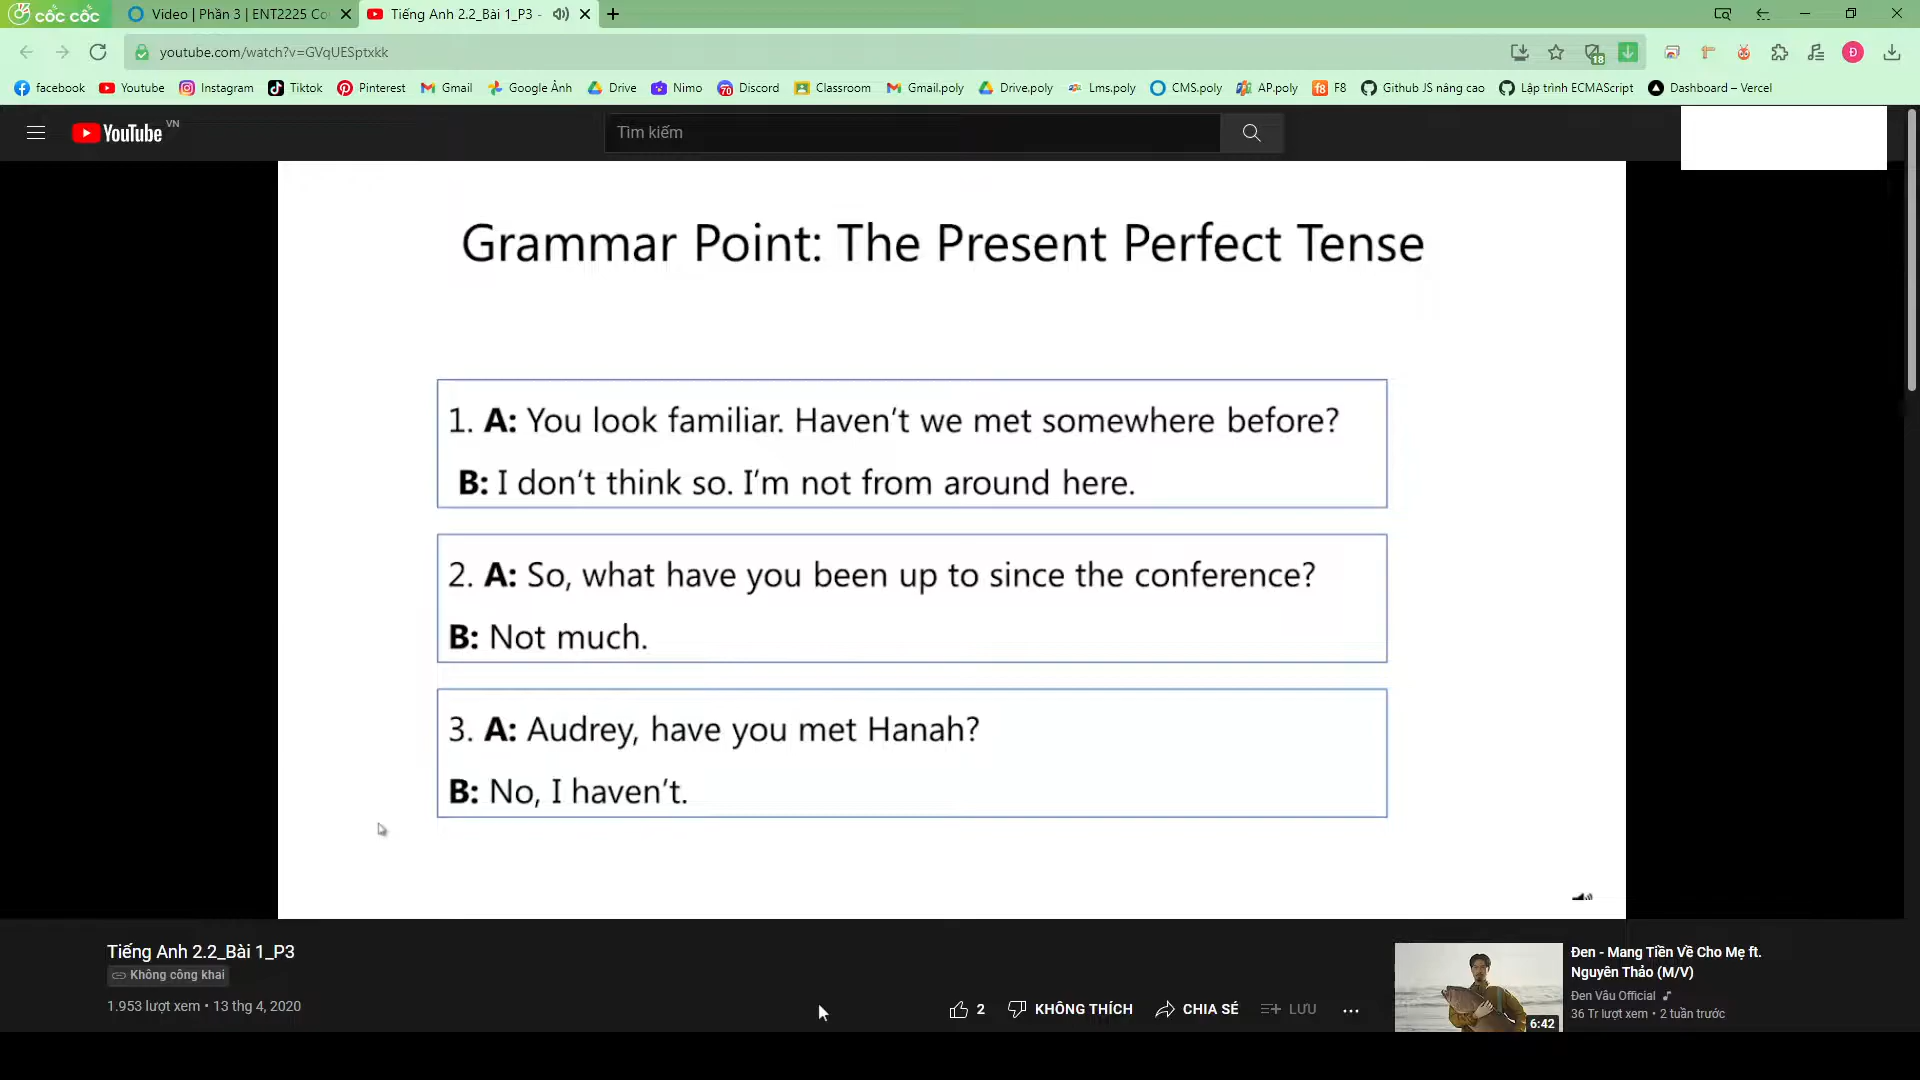 cốc cốc
Video | Phần 3 | ENT2225 Co
Tiếng Anh 2.2_Bài 1_P3 -
youtube.com/watch?v=GVqUESptxkk
18
Đ
facebook
Youtube
Instagram
Tiktok
Pinterest
Gmail
Google Ảnh
Drive
Nimo
Discord
Classroom
Gmail.poly
Drive.poly
Lms.poly
CMS.poly
AP.poly
F8
Github JS nâng cao
Lập trình ECMAScript
Dashboard – Vercel
YouTube VN
Tìm kiếm
Grammar Point: The Present Perfect Tense
1. A: You look familiar. Haven't we met somewhere before?
B: I don't think so. I'm not from around here.
2. A: So, what have you been up to since the conference?
B: Not much.
3. A: Audrey, have you met Hanah?
B: No, I haven't.
Tiếng Anh 2.2_Bài 1_P3
Không công khai
1.953 lượt xem • 13 thg 4, 2020
2
KHÔNG THÍCH
CHIA SẺ
LƯU
6:42
Đen - Mang Tiền Về Cho Mẹ ft.
Nguyên Thảo (M/V)
Đen Vâu Official
36 Tr lượt xem • 2 tuần trước